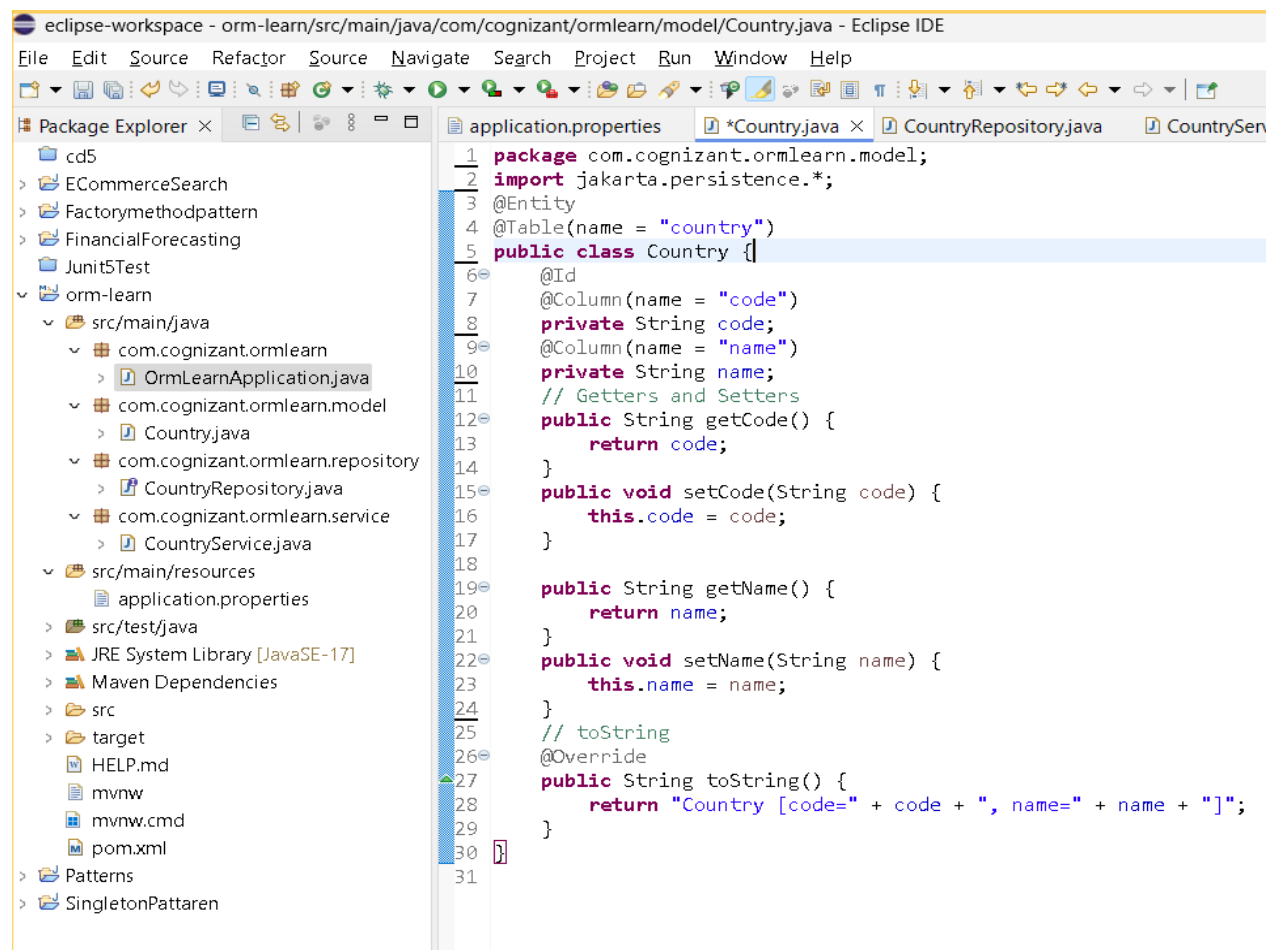 eclipse-workspace - orm-learn/src/main/java/com/cognizant/ormlearn/model/Country.java - Eclipse IDE
File Edit Source Refactor Source Navigate Search Project Run Window Help
Package Explorer
cd5
ECommerceSearch
Factorymethodpattern
FinancialForecasting
Junit5Test
orm-learn
src/main/java
com.cognizant.ormlearn
OrmLearnApplication.java
com.cognizant.ormlearn.model
Country.java
com.cognizant.ormlearn.repository
CountryRepository.java
com.cognizant.ormlearn.service
CountryService.java
src/main/resources
application.properties
src/test/java
JRE System Library [JavaSE-17]
Maven Dependencies
src
target
HELP.md
mvnw
mvnw.cmd
pom.xml
Patterns
SingletonPattaren
application.properties *Country.java CountryRepository.java CountryServ
1 package com.cognizant.ormlearn.model;
2 import jakarta.persistence.*;
3 @Entity
4 @Table(name = "country")
5 public class Country {
6 @Id
7 @Column(name = "code")
8 private String code;
9 @Column(name = "name")
10 private String name;
11 // Getters and Setters
12 public String getCode() {
13 return code;
14 }
15 public void setCode(String code) {
16 this.code = code;
17 }
18
19 public String getName() {
20 return name;
21 }
22 public void setName(String name) {
23 this.name = name;
24 }
25 // toString
26 @Override
27 public String toString() {
28 return "Country [code=" + code + ", name=" + name + "]";
29 }
30 }
31